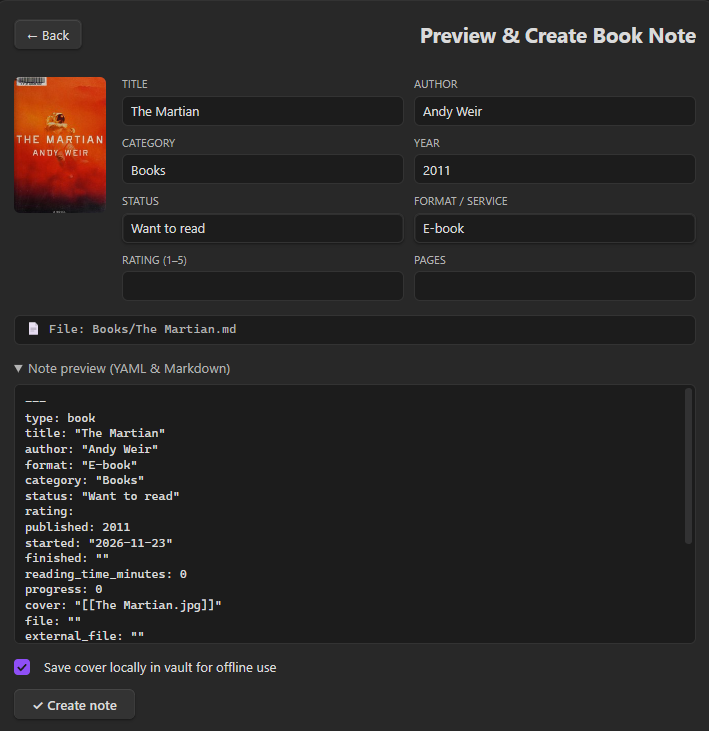 ← Back
Preview & Create Book Note
THE MARTIAN
ANDY WEIR
TITLE
The Martian
AUTHOR
Andy Weir
CATEGORY
Books
YEAR
2011
STATUS
Want to read
FORMAT / SERVICE
E-book
RATING (1–5)
PAGES
File: Books/The Martian.md
▼ Note preview (YAML & Markdown)
---
type: book
title: "The Martian"
author: "Andy Weir"
format: "E-book"
category: "Books"
status: "Want to read"
rating:
published: 2011
started: "2026-11-23"
finished: ""
reading_time_minutes: 0
progress: 0
cover: "[[The Martian.jpg]]"
file: ""
external_file: ""
Save cover locally in vault for offline use
✓ Create note